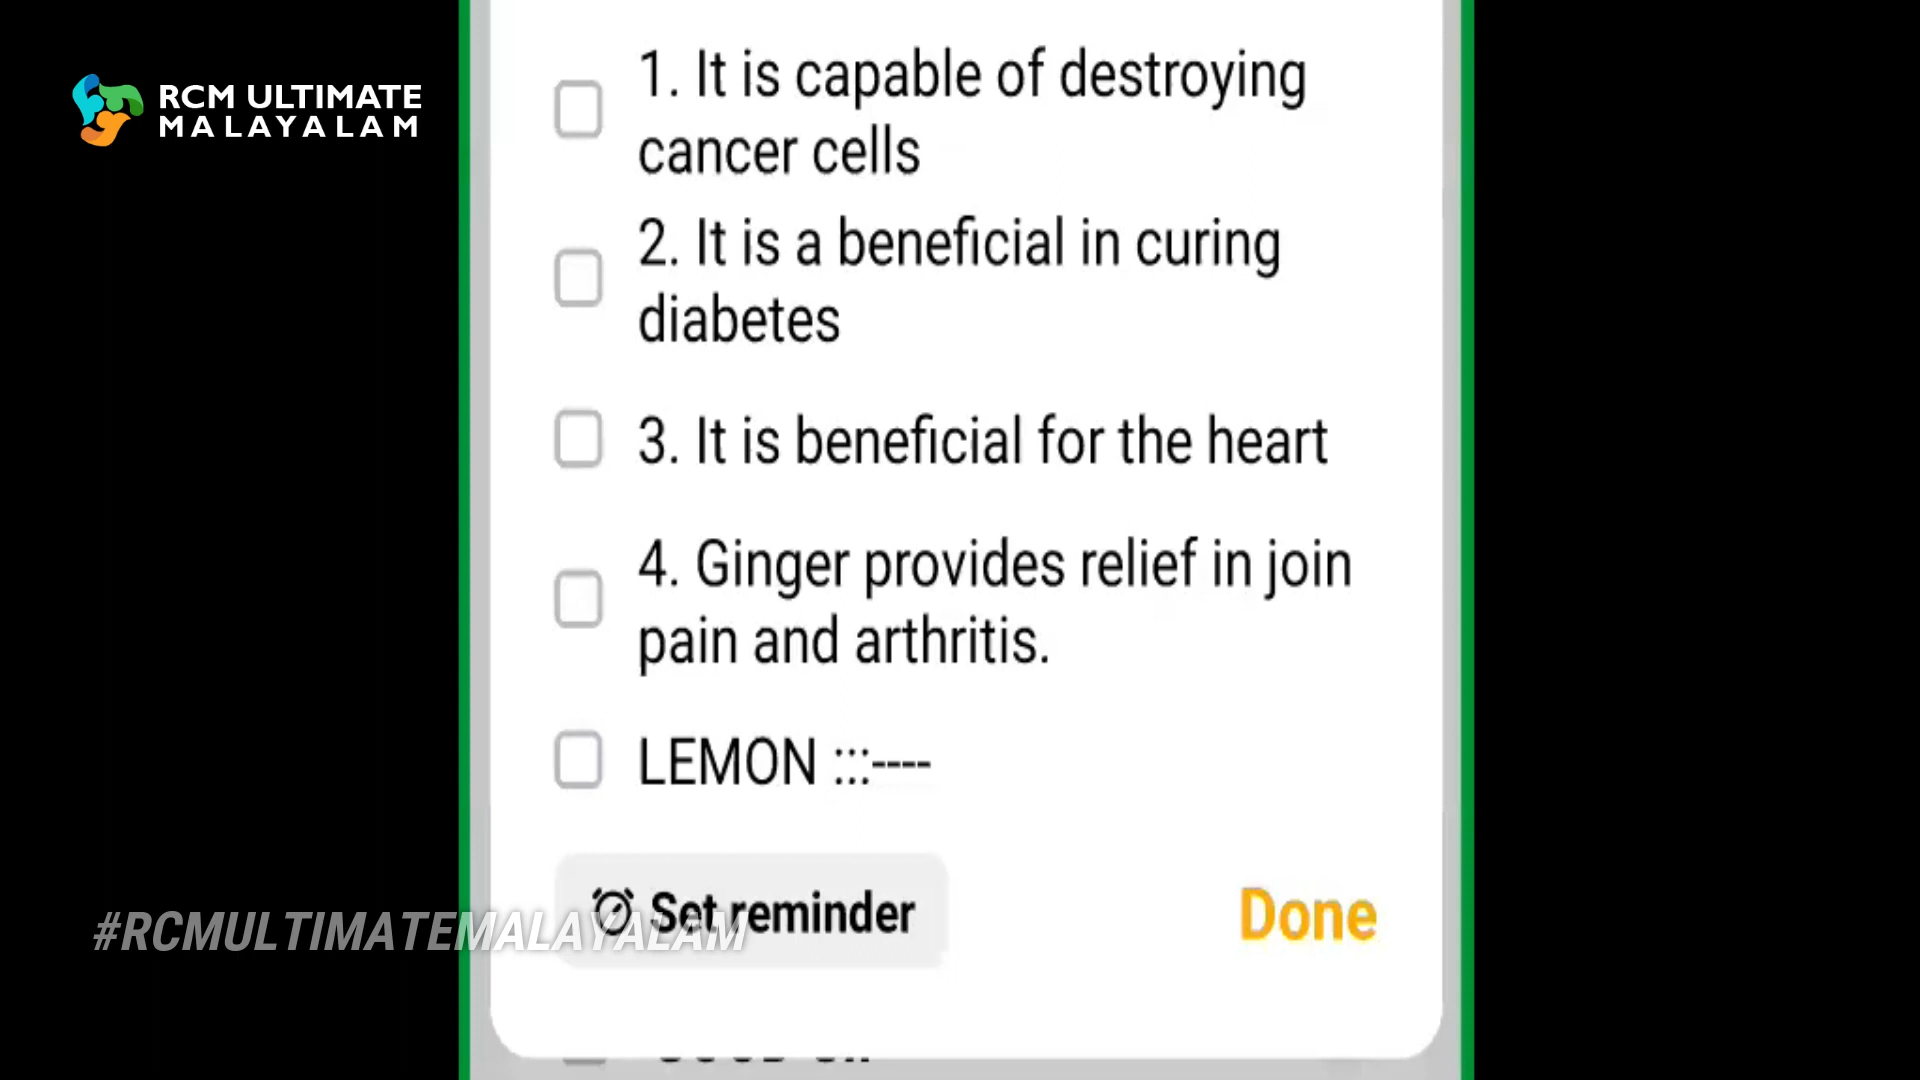 RCM ULTIMATE
MALAYALAM
1. It is capable of destroying
cancer cells
2. It is a beneficial in curing
diabetes
3. It is beneficial for the heart
4. Ginger provides relief in join
pain and arthritis.
LEMON :::----
Set reminder
Done
#RCMULTIMATEMALAYALAM